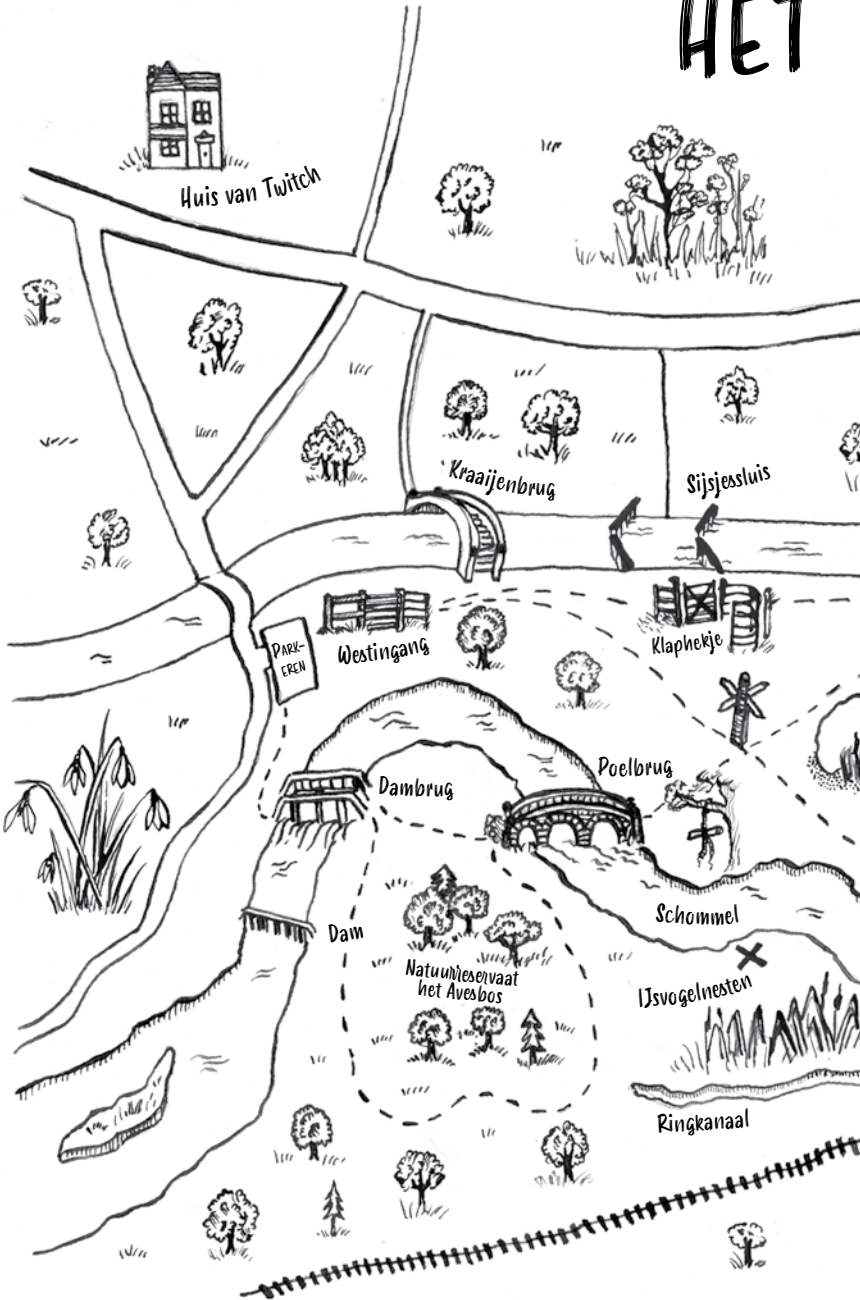 HET
Huis van Twitch
Kraaijenbrug
Sijsjessluis
PARK-
EREN
Westingang
Klaphekje
Dambrug
Poelbrug
Schommel
Dam
Natuurreservaat
het Avesbos
IJsvogelnesten
Ringkanaal